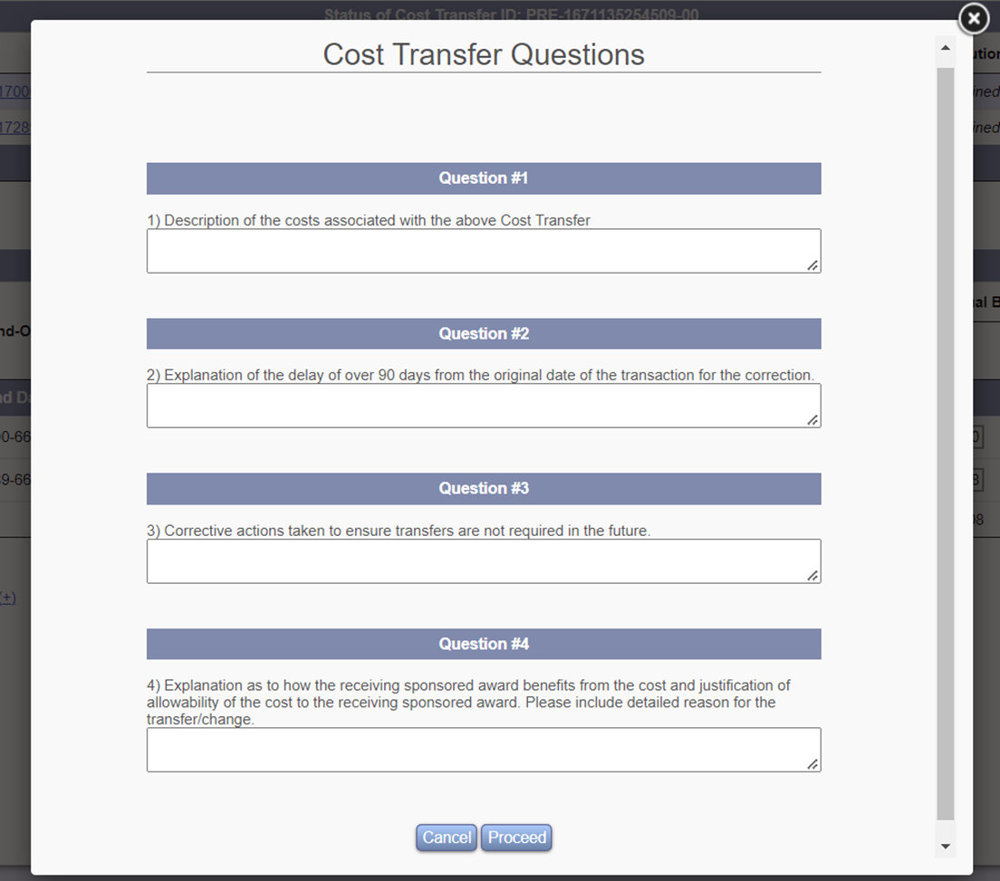 Status of Cost Transfer ID: PRE-1671135254509-00
Cost Transfer Questions
Question #1
1) Description of the costs associated with the above Cost Transfer
Question #2
2) Explanation of the delay of over 90 days from the original date of the transaction for the correction.
Question #3
3) Corrective actions taken to ensure transfers are not required in the future.
Question #4
4) Explanation as to how the receiving sponsored award benefits from the cost and justification of
allowability of the cost to the receiving sponsored award. Please include detailed reason for the
transfer/change.
Cancel Proceed
(+)